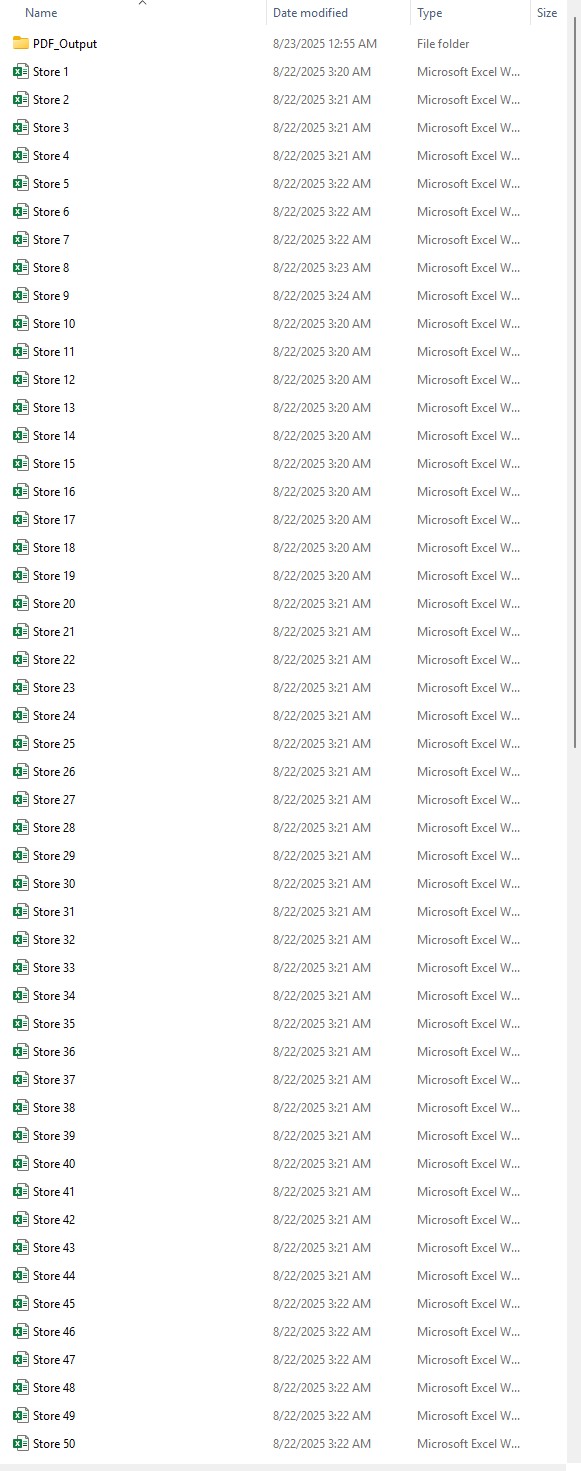 Name Date modified Type Size
PDF_Output 8/23/2025 12:55 AM File folder
Store 1 8/22/2025 3:20 AM Microsoft Excel W...
Store 2 8/22/2025 3:21 AM Microsoft Excel W...
Store 3 8/22/2025 3:21 AM Microsoft Excel W...
Store 4 8/22/2025 3:21 AM Microsoft Excel W...
Store 5 8/22/2025 3:22 AM Microsoft Excel W...
Store 6 8/22/2025 3:22 AM Microsoft Excel W...
Store 7 8/22/2025 3:22 AM Microsoft Excel W...
Store 8 8/22/2025 3:23 AM Microsoft Excel W...
Store 9 8/22/2025 3:24 AM Microsoft Excel W...
Store 10 8/22/2025 3:20 AM Microsoft Excel W...
Store 11 8/22/2025 3:20 AM Microsoft Excel W...
Store 12 8/22/2025 3:20 AM Microsoft Excel W...
Store 13 8/22/2025 3:20 AM Microsoft Excel W...
Store 14 8/22/2025 3:20 AM Microsoft Excel W...
Store 15 8/22/2025 3:20 AM Microsoft Excel W...
Store 16 8/22/2025 3:20 AM Microsoft Excel W...
Store 17 8/22/2025 3:20 AM Microsoft Excel W...
Store 18 8/22/2025 3:20 AM Microsoft Excel W...
Store 19 8/22/2025 3:20 AM Microsoft Excel W...
Store 20 8/22/2025 3:21 AM Microsoft Excel W...
Store 21 8/22/2025 3:21 AM Microsoft Excel W...
Store 22 8/22/2025 3:21 AM Microsoft Excel W...
Store 23 8/22/2025 3:21 AM Microsoft Excel W...
Store 24 8/22/2025 3:21 AM Microsoft Excel W...
Store 25 8/22/2025 3:21 AM Microsoft Excel W...
Store 26 8/22/2025 3:21 AM Microsoft Excel W...
Store 27 8/22/2025 3:21 AM Microsoft Excel W...
Store 28 8/22/2025 3:21 AM Microsoft Excel W...
Store 29 8/22/2025 3:21 AM Microsoft Excel W...
Store 30 8/22/2025 3:21 AM Microsoft Excel W...
Store 31 8/22/2025 3:21 AM Microsoft Excel W...
Store 32 8/22/2025 3:21 AM Microsoft Excel W...
Store 33 8/22/2025 3:21 AM Microsoft Excel W...
Store 34 8/22/2025 3:21 AM Microsoft Excel W...
Store 35 8/22/2025 3:21 AM Microsoft Excel W...
Store 36 8/22/2025 3:21 AM Microsoft Excel W...
Store 37 8/22/2025 3:21 AM Microsoft Excel W...
Store 38 8/22/2025 3:21 AM Microsoft Excel W...
Store 39 8/22/2025 3:21 AM Microsoft Excel W...
Store 40 8/22/2025 3:21 AM Microsoft Excel W...
Store 41 8/22/2025 3:21 AM Microsoft Excel W...
Store 42 8/22/2025 3:21 AM Microsoft Excel W...
Store 43 8/22/2025 3:21 AM Microsoft Excel W...
Store 44 8/22/2025 3:21 AM Microsoft Excel W...
Store 45 8/22/2025 3:22 AM Microsoft Excel W...
Store 46 8/22/2025 3:22 AM Microsoft Excel W...
Store 47 8/22/2025 3:22 AM Microsoft Excel W...
Store 48 8/22/2025 3:22 AM Microsoft Excel W...
Store 49 8/22/2025 3:22 AM Microsoft Excel W...
Store 50 8/22/2025 3:22 AM Microsoft Excel W...